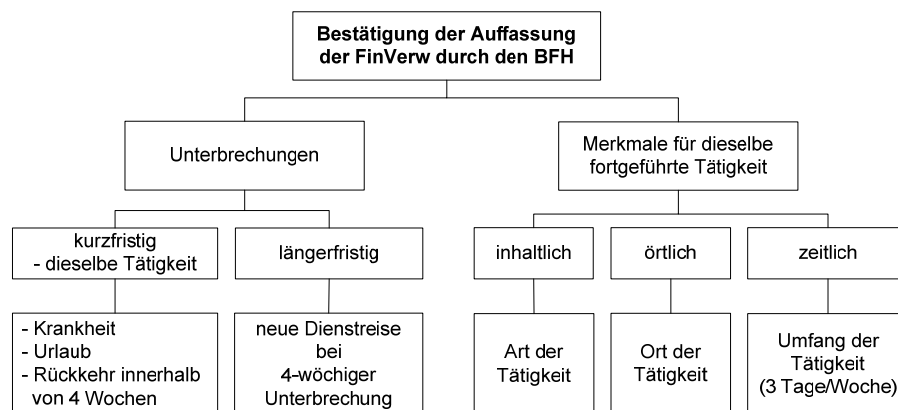 Bestätigung der Auffassung
der FinVerw durch den BFH
Unterbrechungen
Merkmale für dieselbe
fortgeführte Tätigkeit
kurzfristig
- dieselbe Tätigkeit
längerfristig
inhaltlich
örtlich
zeitlich
- Krankheit
- Urlaub
- Rückkehr innerhalb
von 4 Wochen
neue Dienstreise
bei
4-wöchiger
Unterbrechung
Art der
Tätigkeit
Ort der
Tätigkeit
Umfang der
Tätigkeit
(3 Tage/Woche)